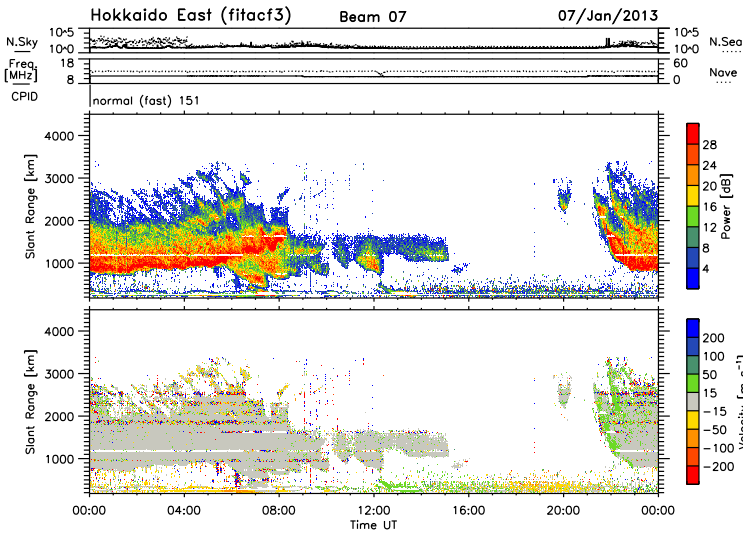 Hokkaido East (fitacf3) Beam 07 07/Jan/2013
N.Sky 10^5 10^0 10^5 10^0 N.Sea
Freq. [MHz] 18 8 60 0 Nave
CPID normal (fast) 151
Slant Range [km] 4000 3000 2000 1000
Power [dB] 28 24 20 16 12 8 4
Slant Range [km] 4000 3000 2000 1000
Velocity [m s^-1] 200 100 50 15 -15 -50 -100 -200
00:00 04:00 08:00 12:00 16:00 20:00 00:00
Time UT